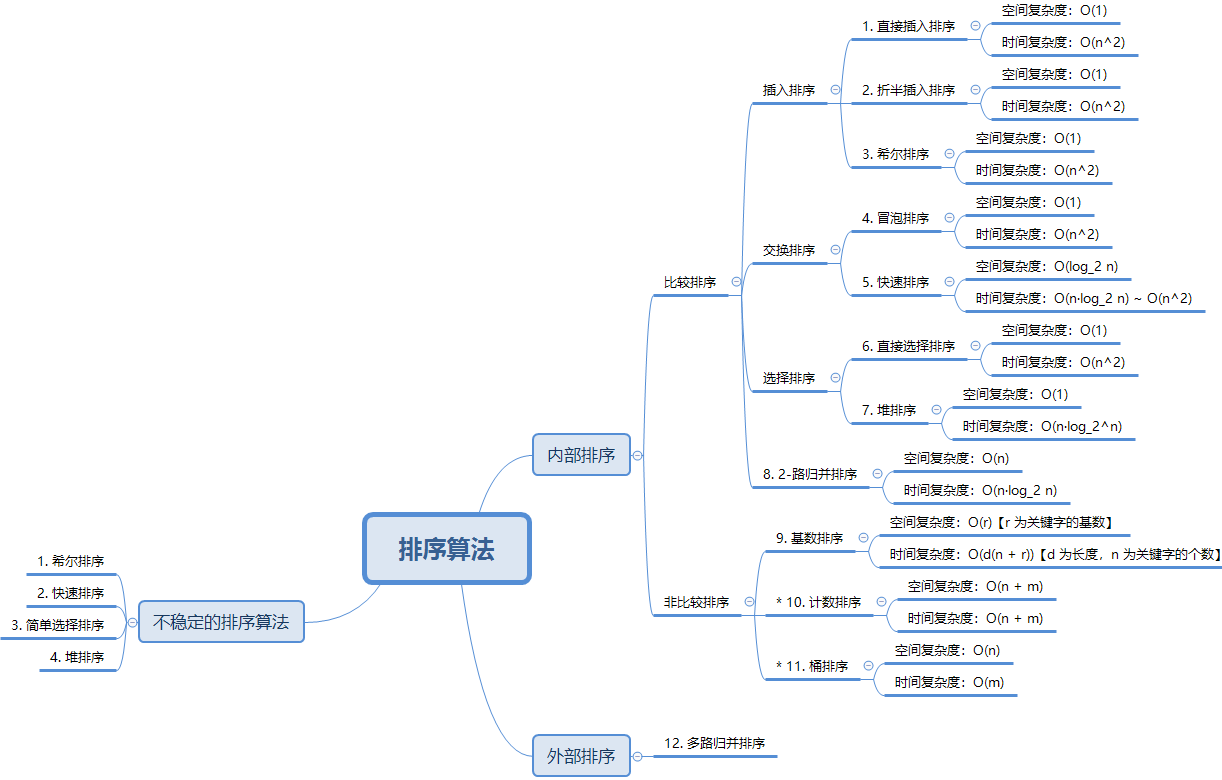 排序算法
内部排序
比较排序
插入排序
1. 直接插入排序
空间复杂度：O(1)
时间复杂度：O(n^2)
2. 折半插入排序
空间复杂度：O(1)
时间复杂度：O(n^2)
3. 希尔排序
空间复杂度：O(1)
时间复杂度：O(n^2)
交换排序
4. 冒泡排序
空间复杂度：O(1)
时间复杂度：O(n^2)
5. 快速排序
空间复杂度：O(log_2 n)
时间复杂度：O(n·log_2 n) ~ O(n^2)
选择排序
6. 直接选择排序
空间复杂度：O(1)
时间复杂度：O(n^2)
7. 堆排序
空间复杂度：O(1)
时间复杂度：O(n·log_2^n)
8. 2-路归并排序
空间复杂度：O(n)
时间复杂度：O(n·log_2 n)
非比较排序
9. 基数排序
空间复杂度：O(r)【r 为关键字的基数】
时间复杂度：O(d(n + r))【d 为长度，n 为关键字的个数】
* 10. 计数排序
空间复杂度：O(n + m)
时间复杂度：O(n + m)
* 11. 桶排序
空间复杂度：O(n)
时间复杂度：O(m)
外部排序
12. 多路归并排序
不稳定的排序算法
1. 希尔排序
2. 快速排序
3. 简单选择排序
4. 堆排序